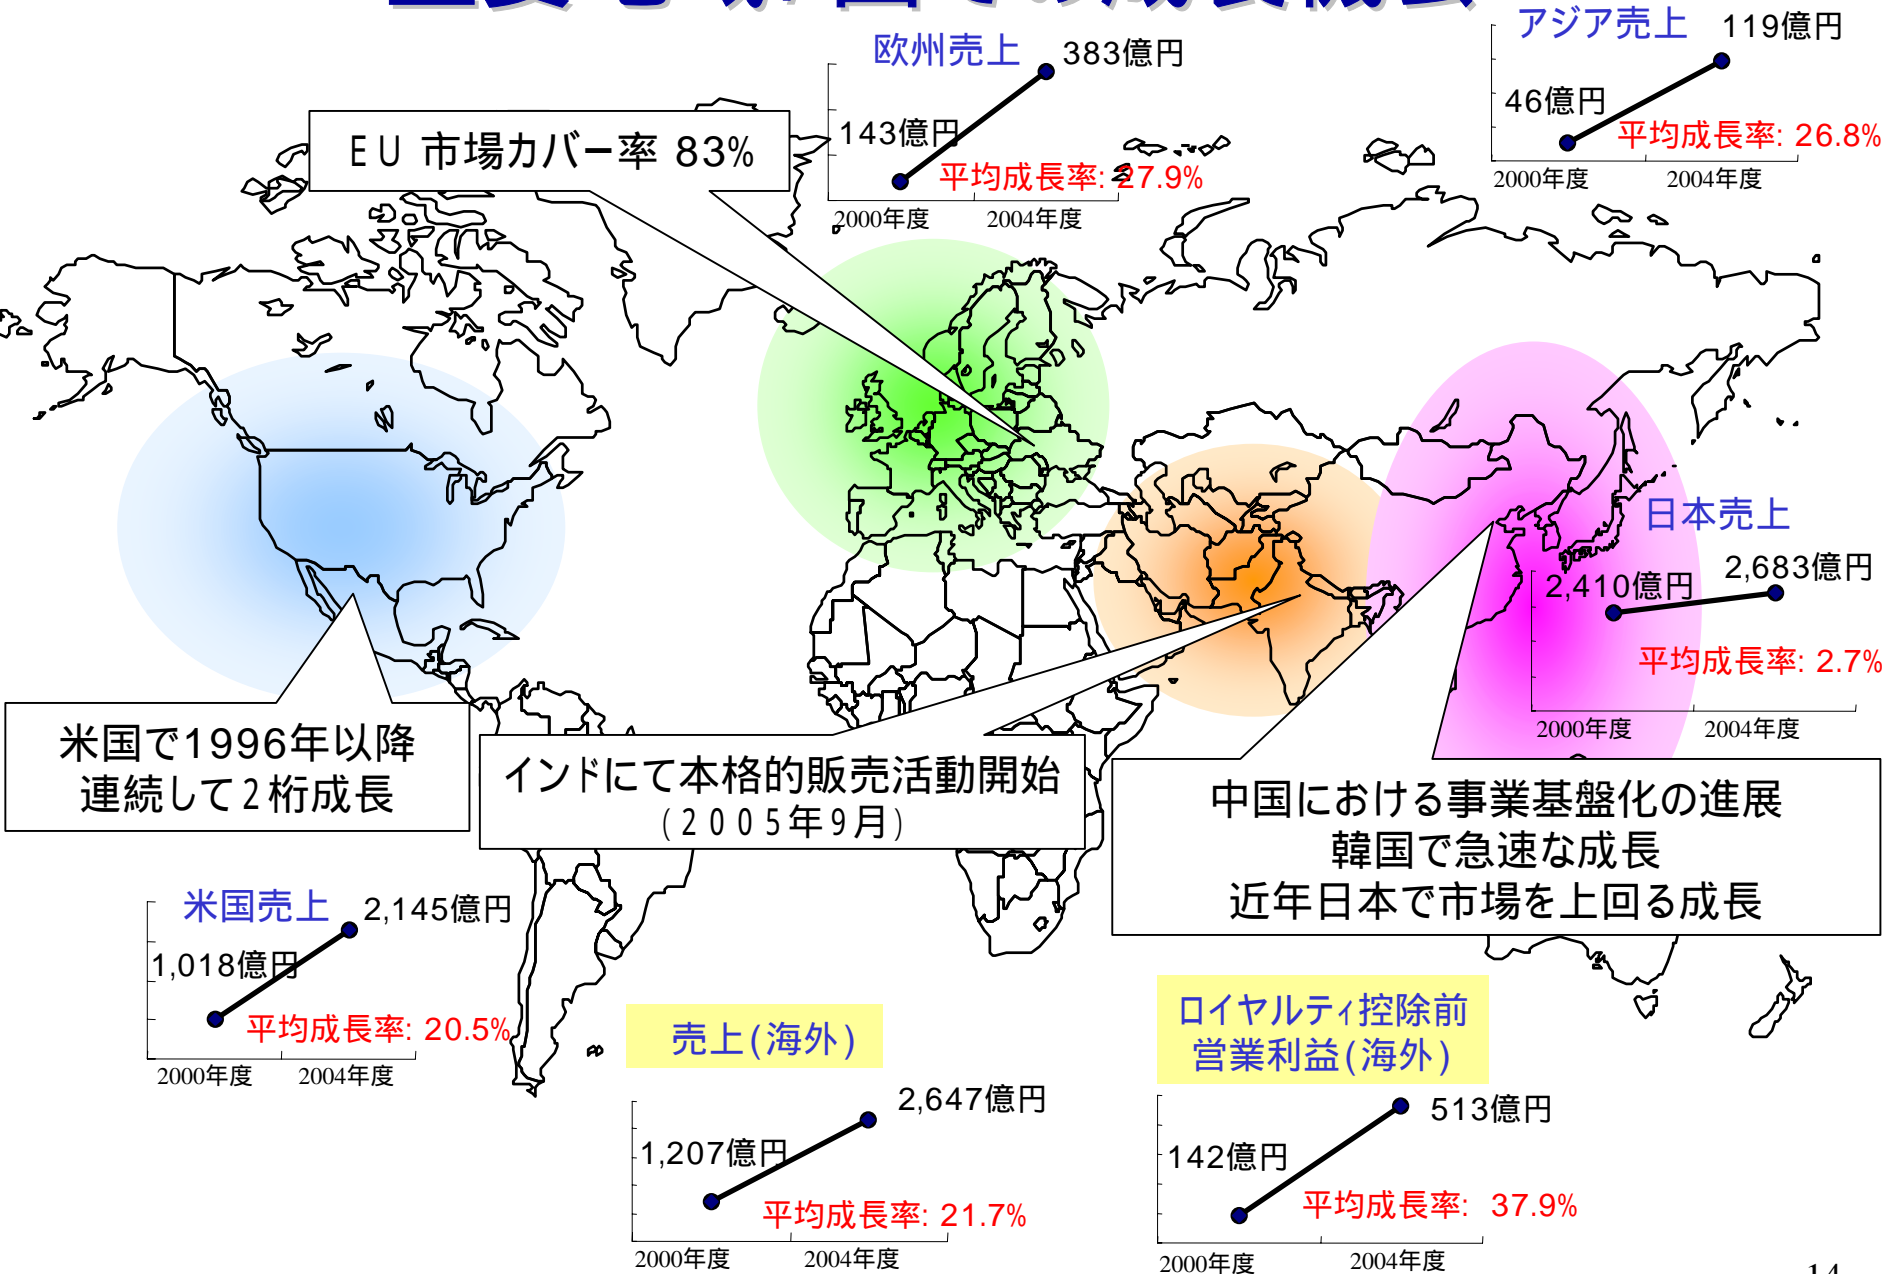 欧州売上 383億円
143億円
平均成長率: 27.9%
2000年度 2004年度
アジア売上 119億円
46億円
平均成長率: 26.8%
2000年度 2004年度
EU 市場カバー率 83%
日本売上
2,410億円 2,683億円
平均成長率: 2.7%
2000年度 2004年度
米国で1996年以降
連続して2桁成長
インドにて本格的販売活動開始
(2005年9月)
中国における事業基盤化の進展
韓国で急速な成長
近年日本で市場を上回る成長
米国売上 2,145億円
1,018億円
平均成長率: 20.5%
2000年度 2004年度
売上(海外)
2,647億円
1,207億円
平均成長率: 21.7%
2000年度 2004年度
ロイヤルティ控除前
営業利益(海外)
513億円
142億円
平均成長率: 37.9%
2000年度 2004年度
14